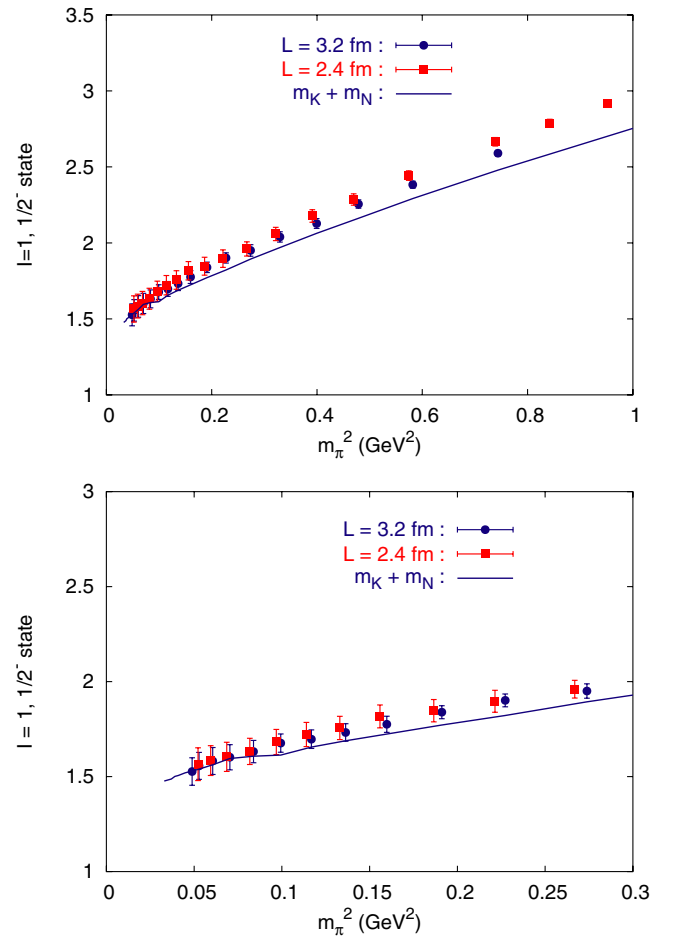 3.5
3
2.5
2
1.5
1
0
0.2
0.4
0.6
0.8
1
I=1, 1/2⁻ state
m_π² (GeV²)
L = 3.2 fm :
L = 2.4 fm :
m_K + m_N :
3
2.5
2
1.5
1
0
0.05
0.1
0.15
0.2
0.25
0.3
I = 1, 1/2⁻ state
m_π² (GeV²)
L = 3.2 fm :
L = 2.4 fm :
m_K + m_N :